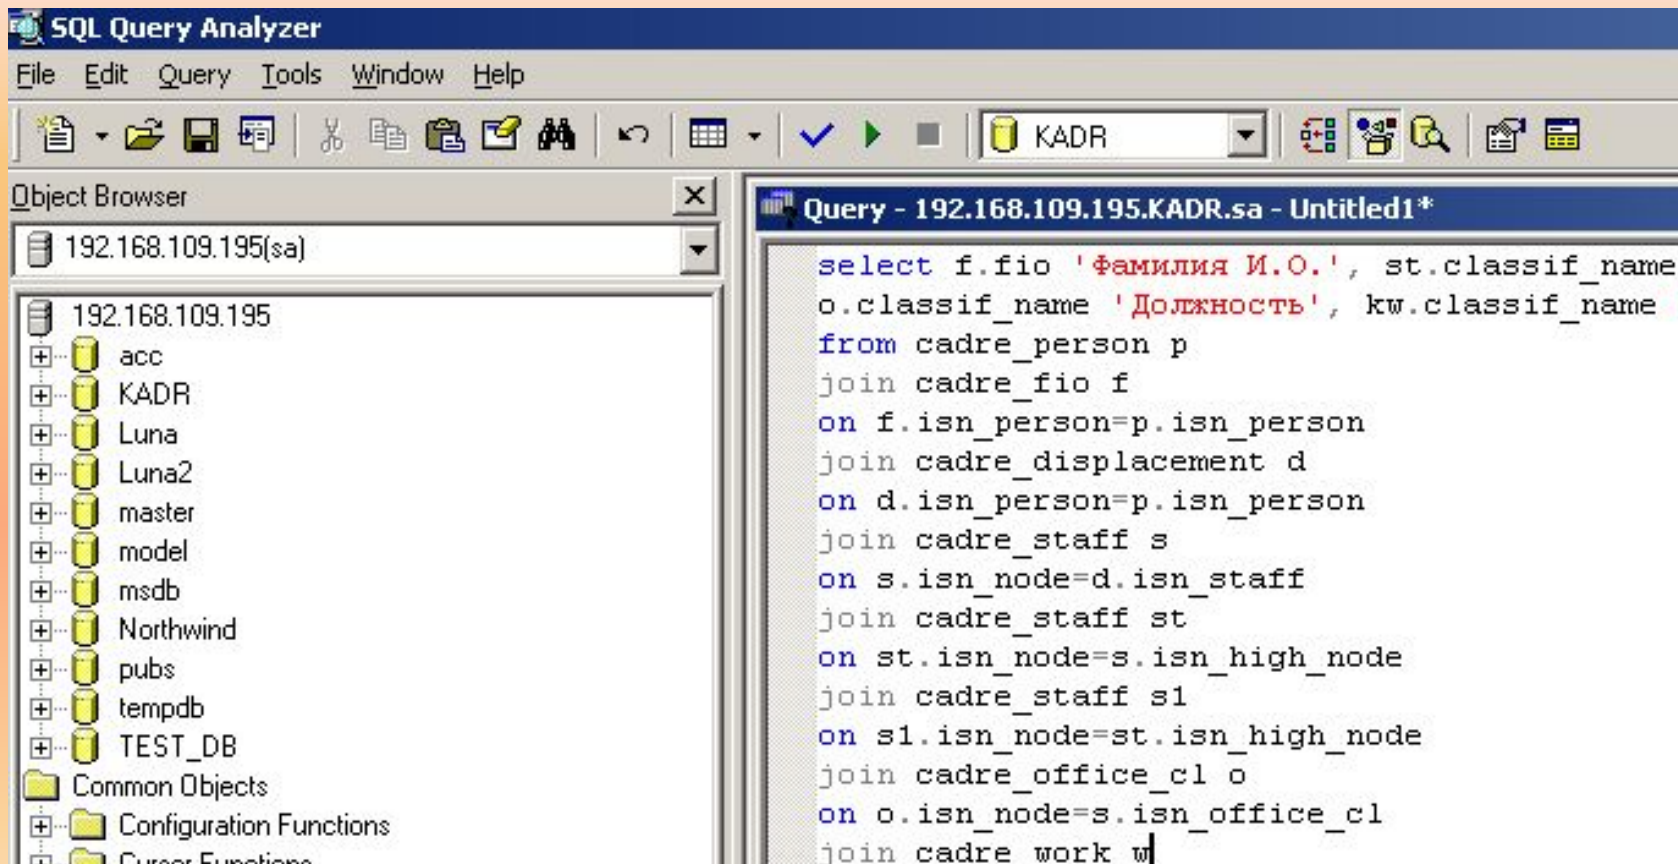 SQL Query Analyzer
File Edit Query Tools Window Help
KADR
Object Browser
192.168.109.195(sa)
192.168.109.195
acc
KADR
Luna
Luna2
master
model
msdb
Northwind
pubs
tempdb
TEST_DB
Common Objects
Configuration Functions
Cursor Functions
Query - 192.168.109.195.KADR.sa - Untitled1*
select f.fio 'Фамилия И.О.', st.classif_name
o.classif_name 'Должность', kw.classif_name
from cadre_person p
join cadre_fio f
on f.isn_person=p.isn_person
join cadre_displacement d
on d.isn_person=p.isn_person
join cadre_staff s
on s.isn_node=d.isn_staff
join cadre_staff st
on st.isn_node=s.isn_high_node
join cadre_staff s1
on s1.isn_node=st.isn_high_node
join cadre_office_cl o
on o.isn_node=s.isn_office_cl
join cadre_work w